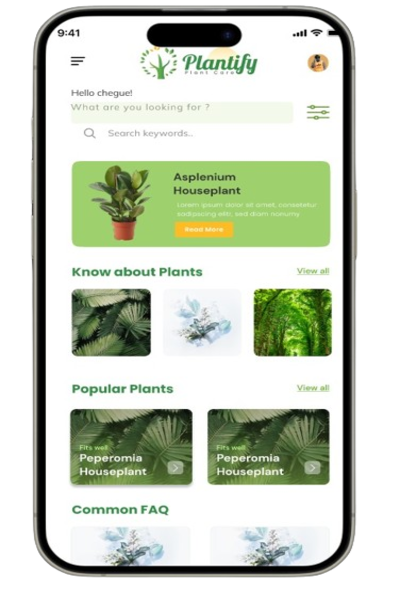 9:41
Plantify
Plant Care
Hello chegue!
What are you looking for ?
Search keywords..
Asplenium
Houseplant
Lorem ipsum dolor sit amet, consetetur
sadipscing elitr, sed diam nonumy
Read More
Know about Plants
View all
Popular Plants
View all
Fits well
Peperomia
Houseplant
Fits well
Peperomia
Houseplant
Common FAQ